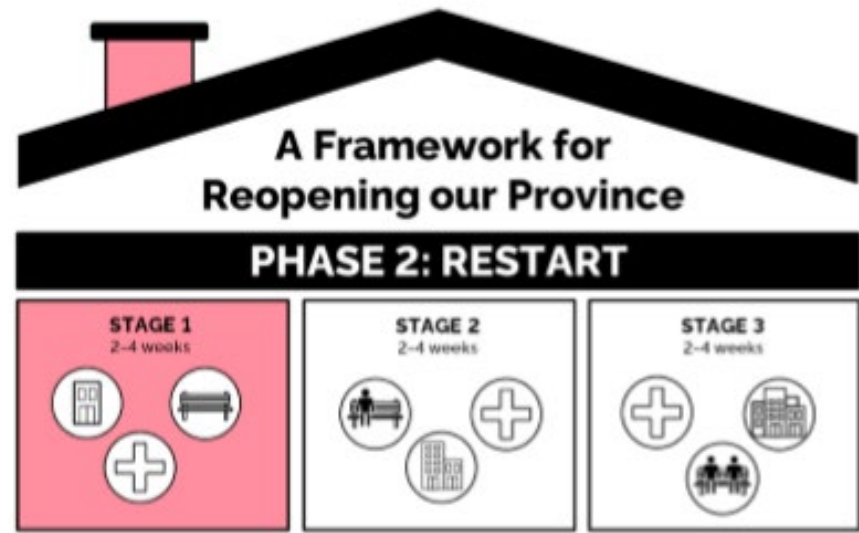 A Framework for
Reopening our Province
PHASE 2: RESTART
STAGE 1
2-4 weeks
STAGE 2
2-4 weeks
STAGE 3
2-4 weeks